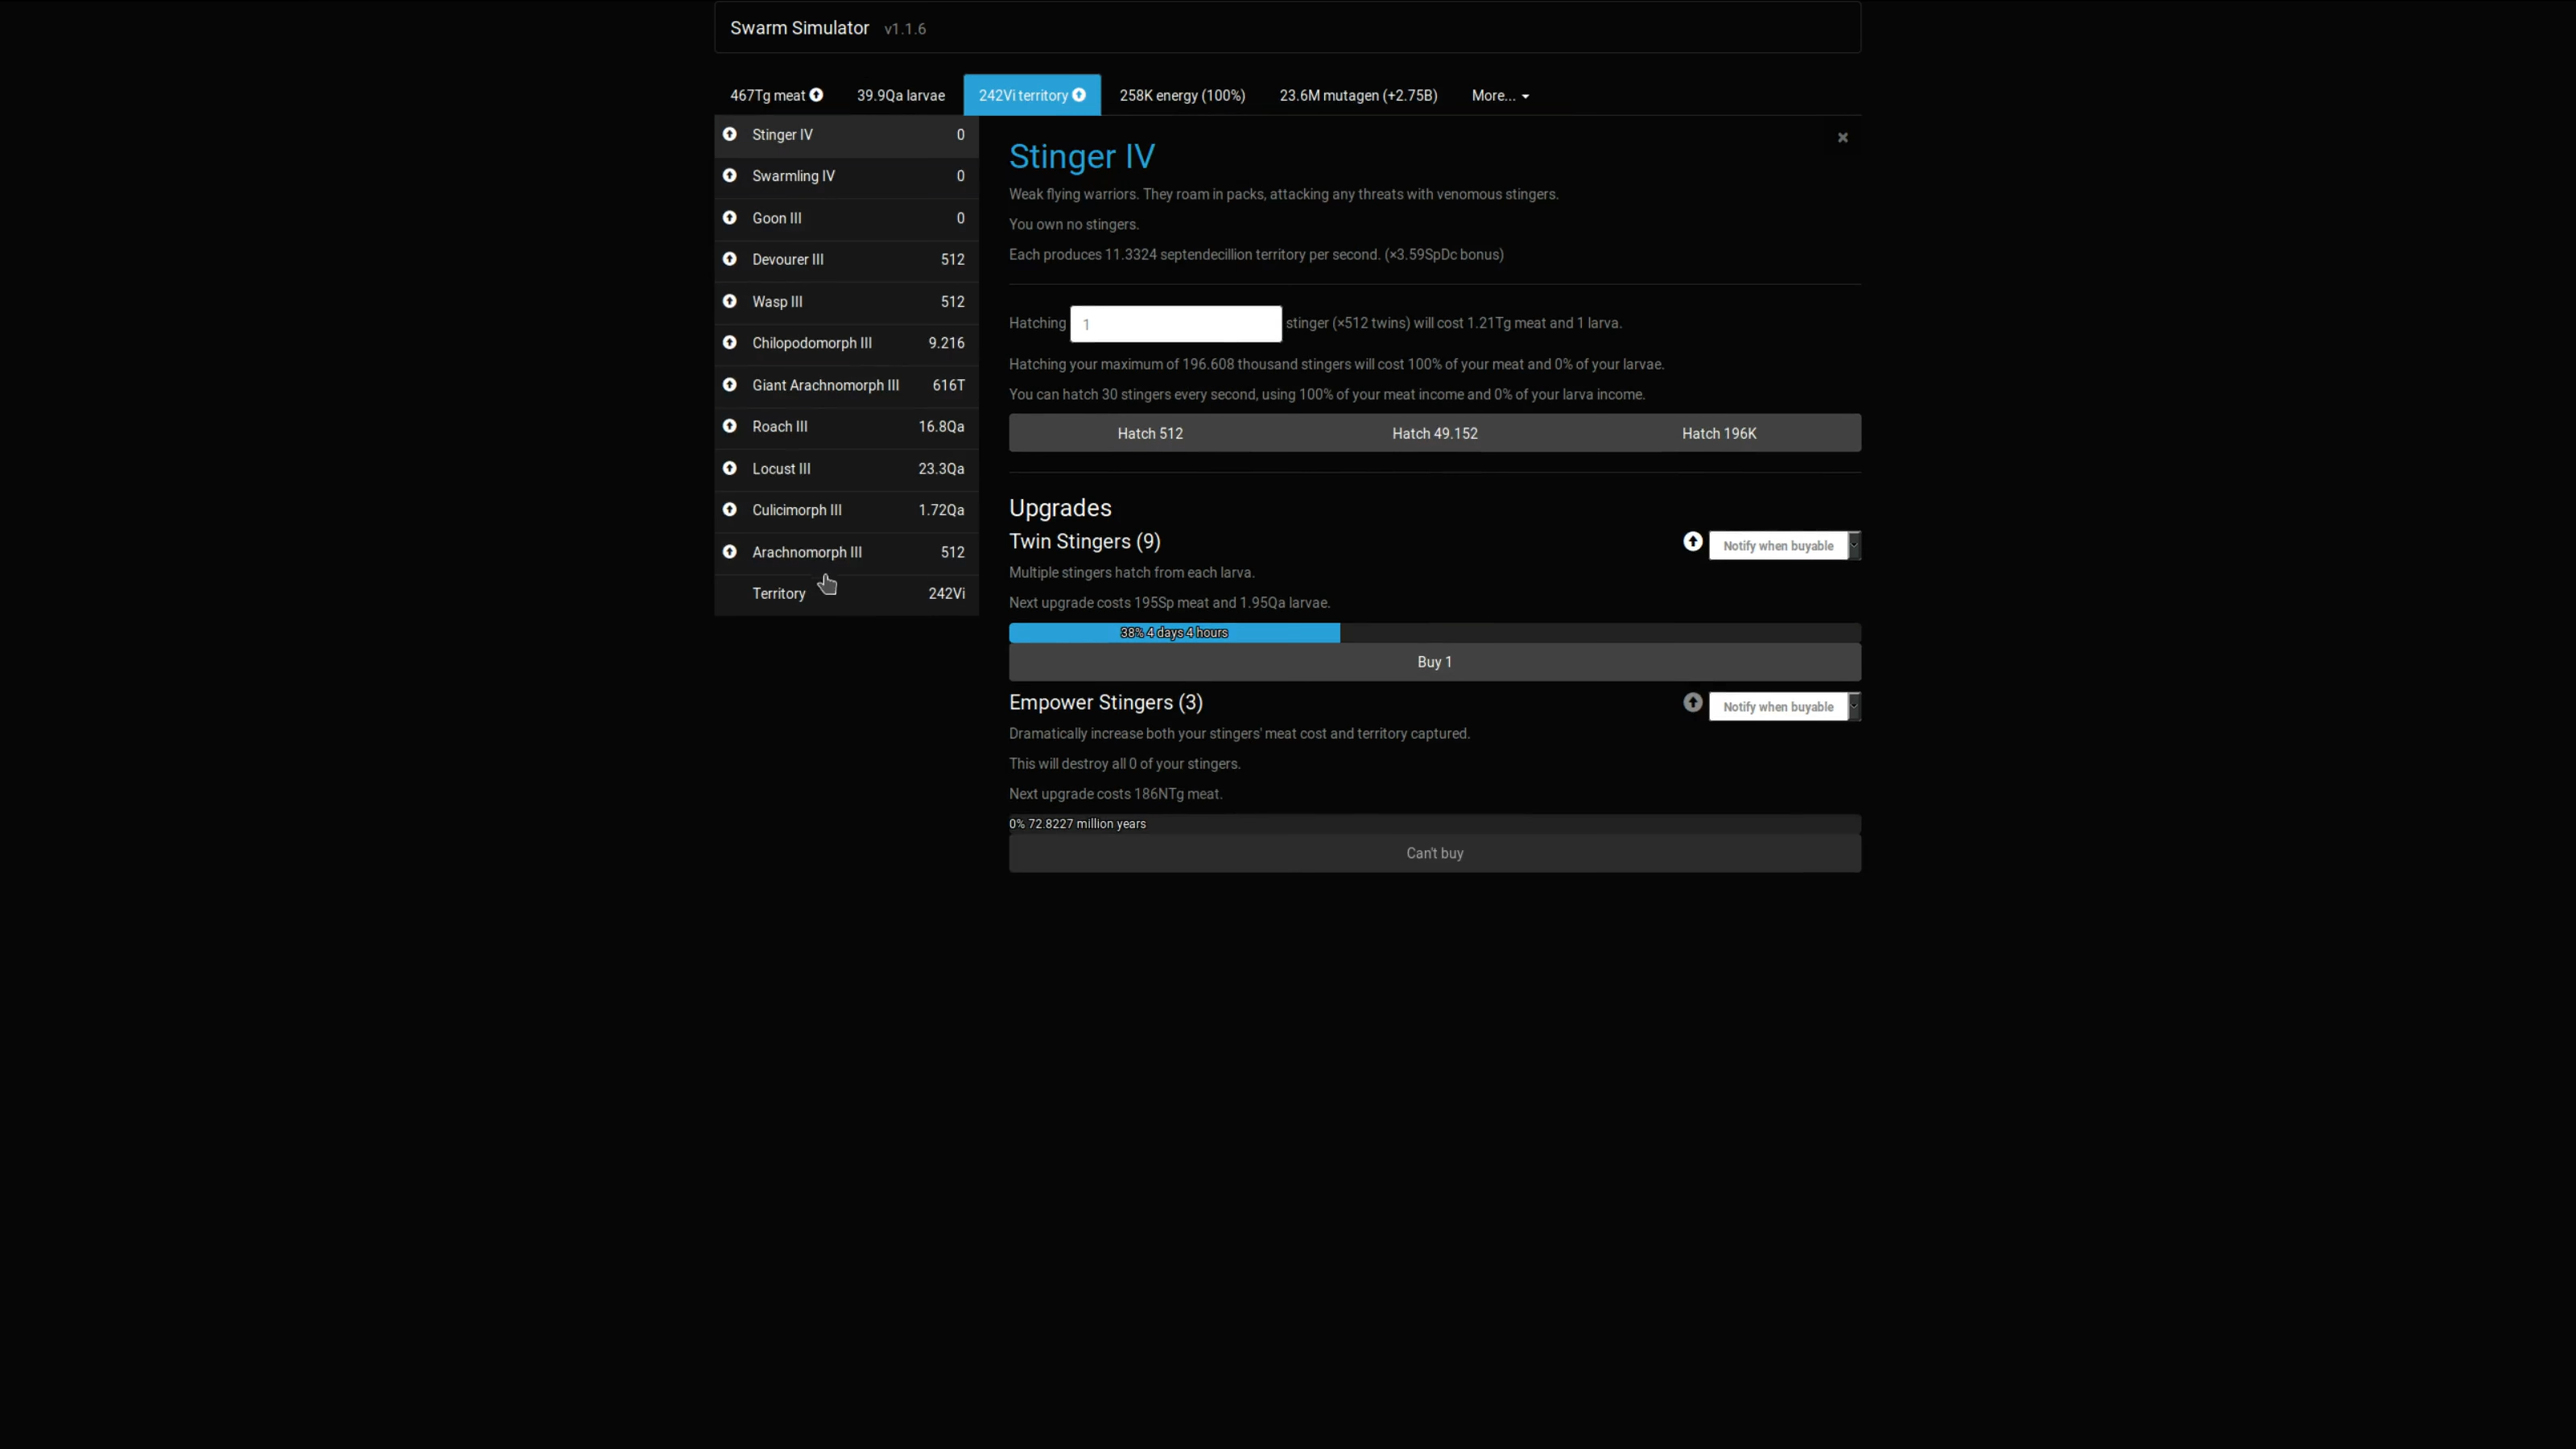 Swarm Simulator v1.1.6
467Tg meat 39.9Qa larvae 242Vi territory 258K energy (100%) 23.6M mutagen (+2.75B) More...
Stinger IV 0
Swarmling IV 0
Goon III 0
Devourer III 512
Wasp III 512
Chilopodomorph III 9.216
Giant Arachnomorph III 616T
Roach III 16.8Qa
Locust III 23.3Qa
Culicimorph III 1.72Qa
Arachnomorph III 512
Territory 242Vi
Stinger IV
Weak flying warriors. They roam in packs, attacking any threats with venomous stingers.
You own no stingers.
Each produces 11.3324 septendecillion territory per second. (×3.59SpDc bonus)
Hatching 1 stinger (×512 twins) will cost 1.21Tg meat and 1 larva.
Hatching your maximum of 196.608 thousand stingers will cost 100% of your meat and 0% of your larvae.
You can hatch 30 stingers every second, using 100% of your meat income and 0% of your larva income.
Hatch 512 Hatch 49.152 Hatch 196K
Upgrades
Twin Stingers (9) Notify when buyable
Multiple stingers hatch from each larva.
Next upgrade costs 195Sp meat and 1.95Qa larvae.
38% 4 days 4 hours
Buy 1
Empower Stingers (3) Notify when buyable
Dramatically increase both your stingers' meat cost and territory captured.
This will destroy all 0 of your stingers.
Next upgrade costs 186NTg meat.
0% 72.8227 million years
Can't buy